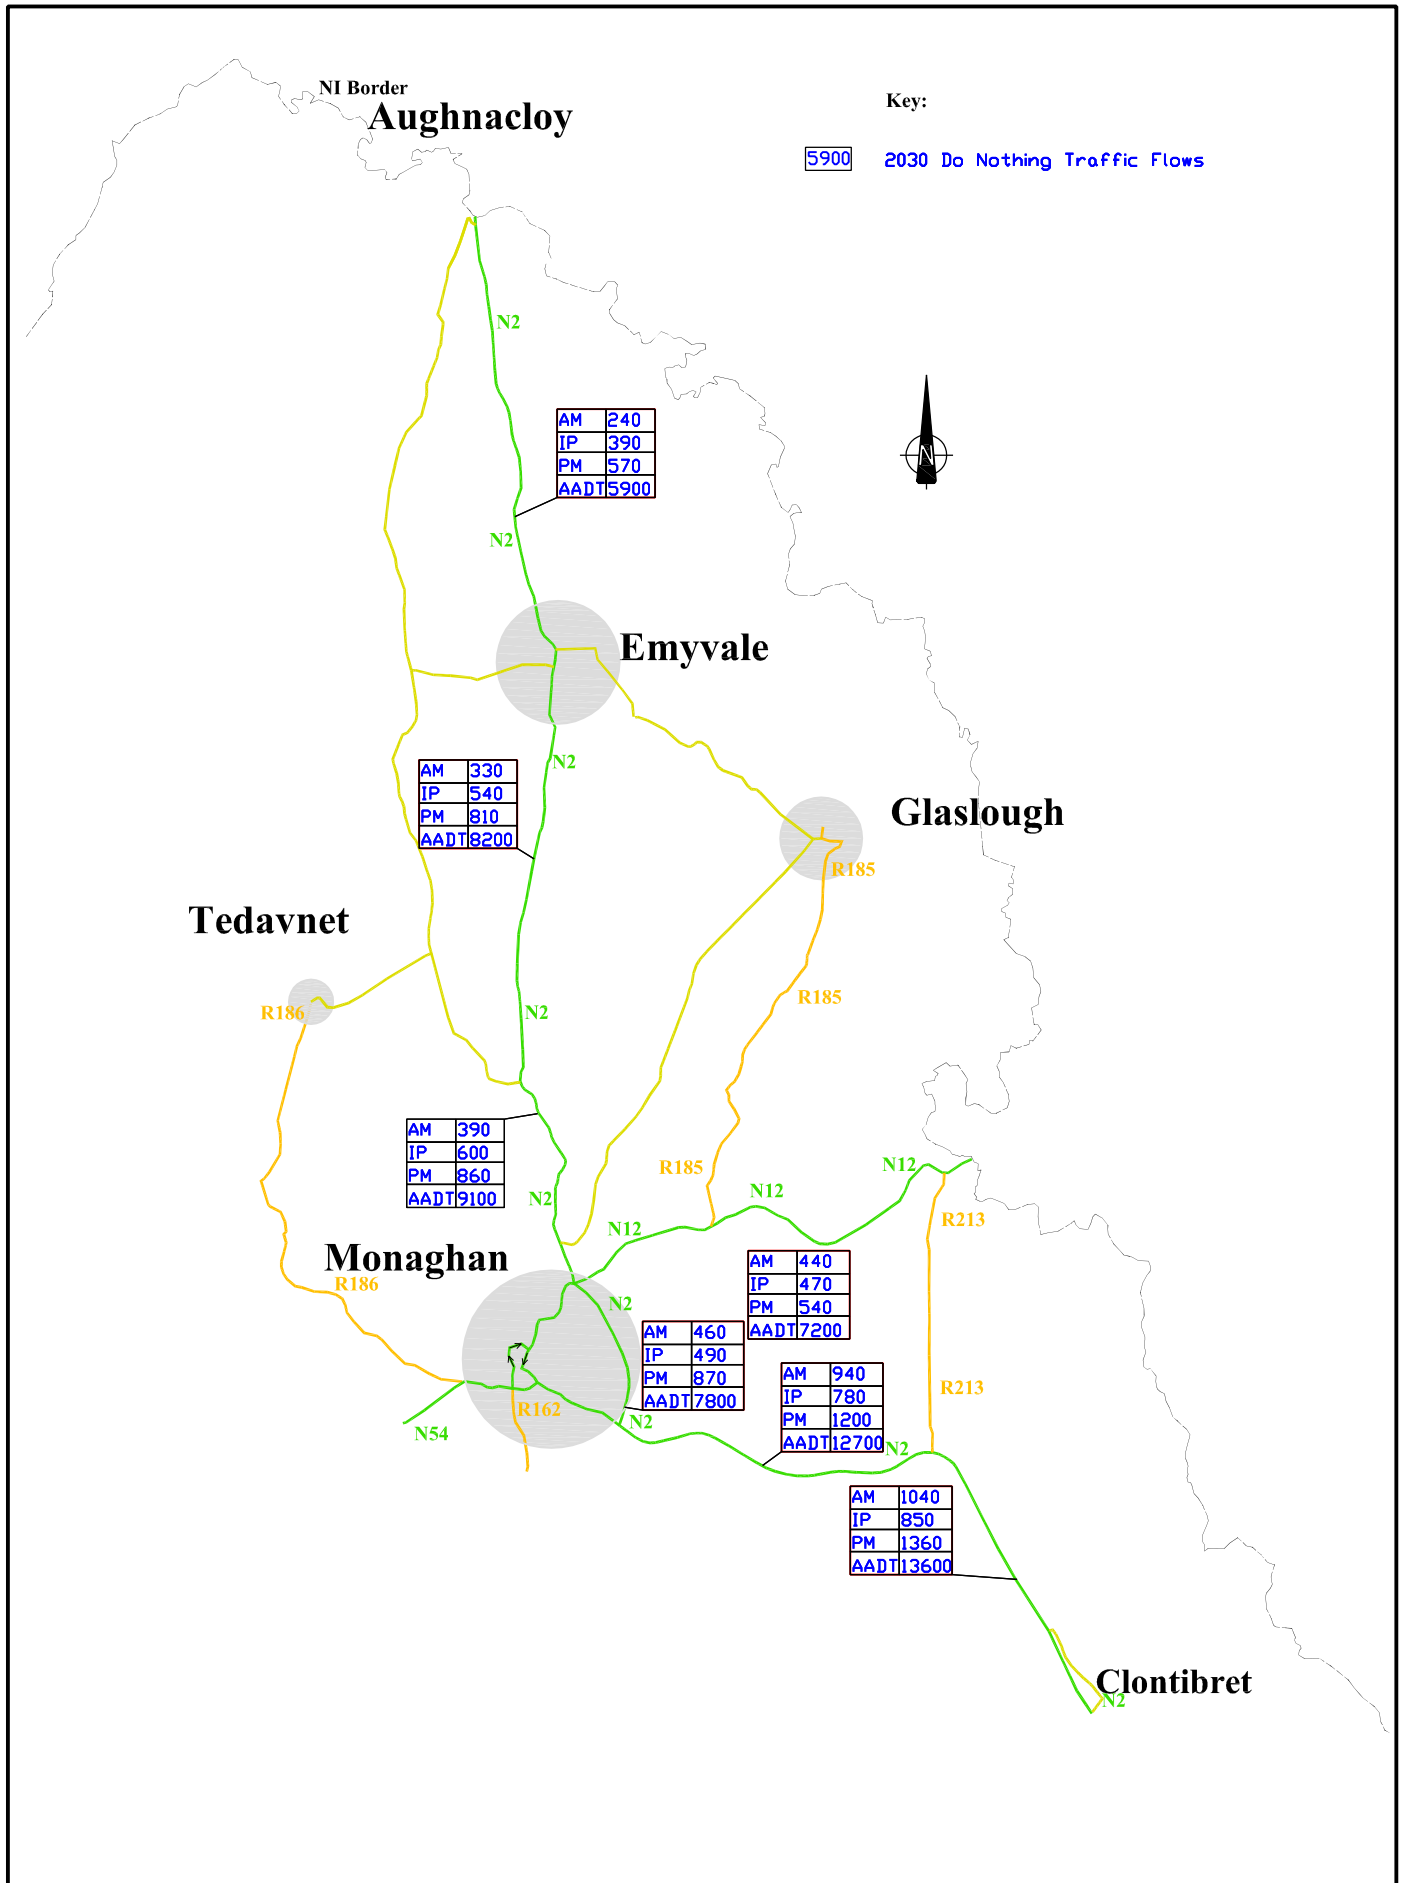 NI Border
Aughnacloy
Key:
5900 2030 Do Nothing Traffic Flows
N2
AM 240
IP 390
PM 570
AADT 5900
N
N2
Emyvale
N2
AM 330
IP 540
PM 810
AADT 8200
Glaslough
R185
Tedavnet
R186
R185
N2
AM 390
IP 600
PM 860
AADT 9100
R185
N12
N12
N2
N12
R213
Monaghan
R186
N2
AM 440
IP 470
PM 540
AADT 7200
AM 460
IP 490
PM 870
AADT 7800
AM 940
IP 780
PM 1200
AADT 12700
R213
R162
N2
N54
N2
AM 1040
IP 850
PM 1360
AADT 13600
Clontibret
N2